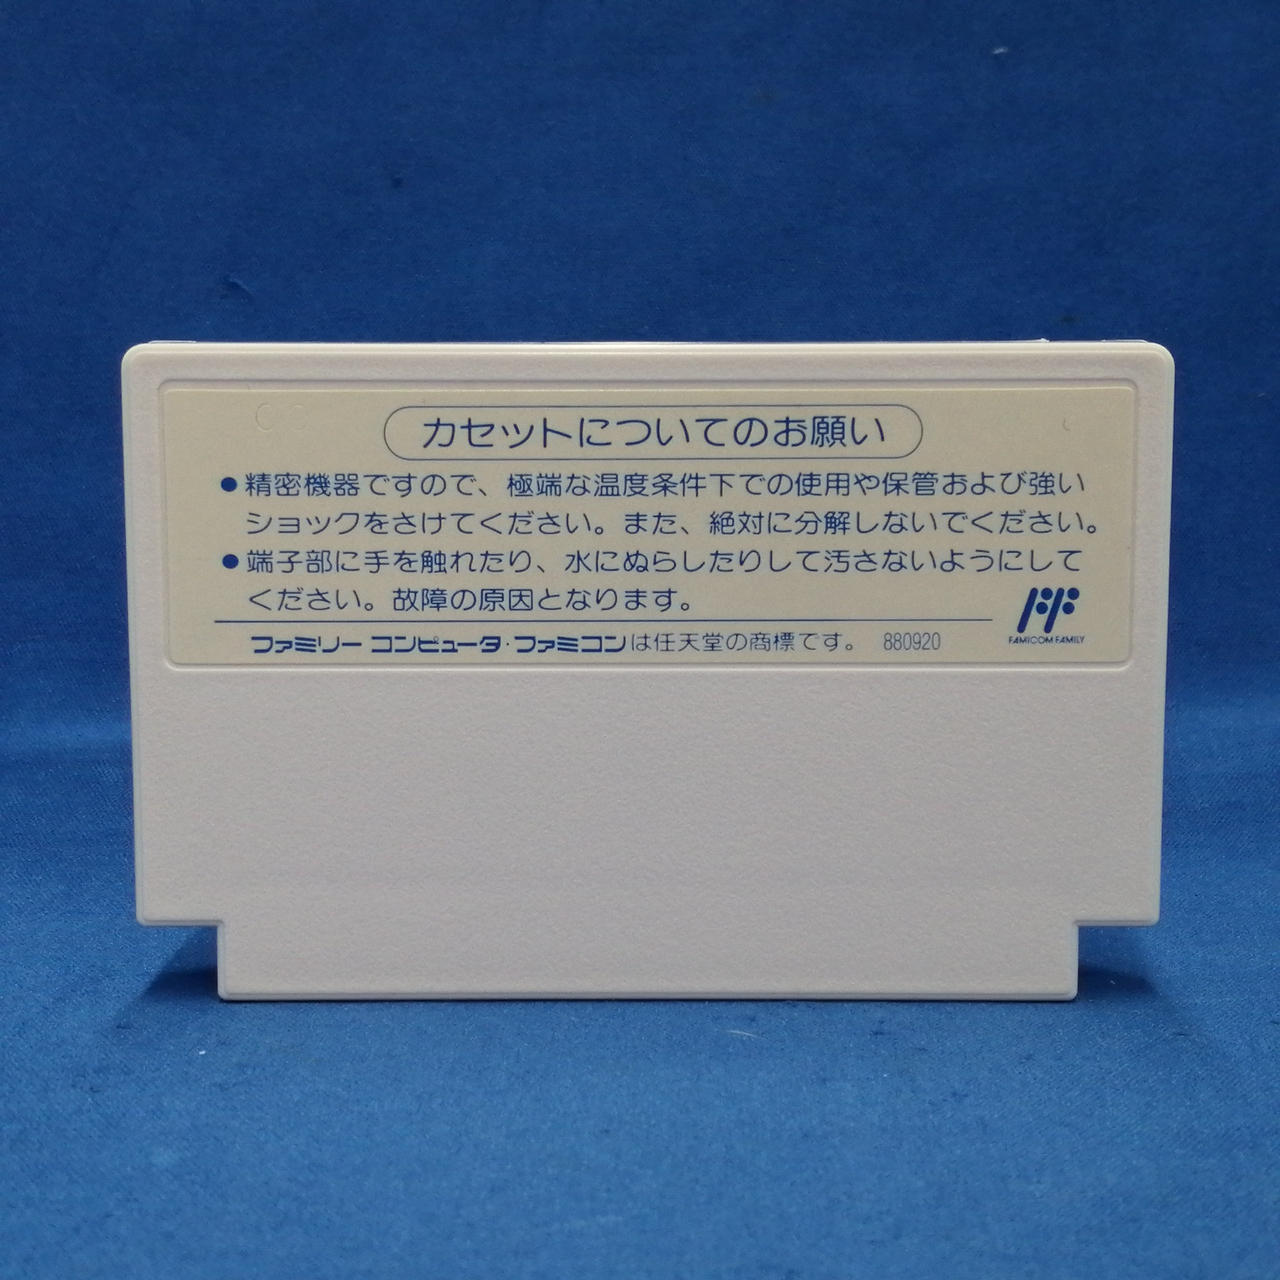 カセットについてのお願い
●精密機器ですので、極端な温度条件下での使用や保管および強い
ショックをさけてください。また、絶対に分解しないでください。
●端子部に手を触れたり、水にぬらしたりして汚さないようにして
ください。故障の原因となります。
FAMICOM FAMILY
ファミリーコンピュータ・ファミコンは任天堂の商標です。 880920